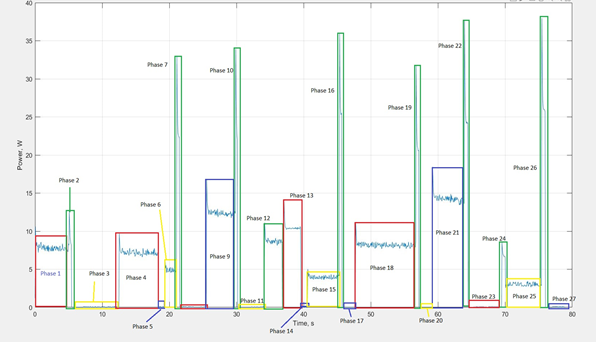 40
35
30
25
20
15
10
5
0
Power, W
0
10
20
30
40
50
60
70
80
Time, s
Phase 1
Phase 2
Phase 3
Phase 4
Phase 5
Phase 6
Phase 7
Phase 9
Phase 10
Phase 11
Phase 12
Phase 13
Phase 14
Phase 15
Phase 16
Phase 17
Phase 18
Phase 19
Phase 20
Phase 21
Phase 22
Phase 23
Phase 24
Phase 25
Phase 26
Phase 27